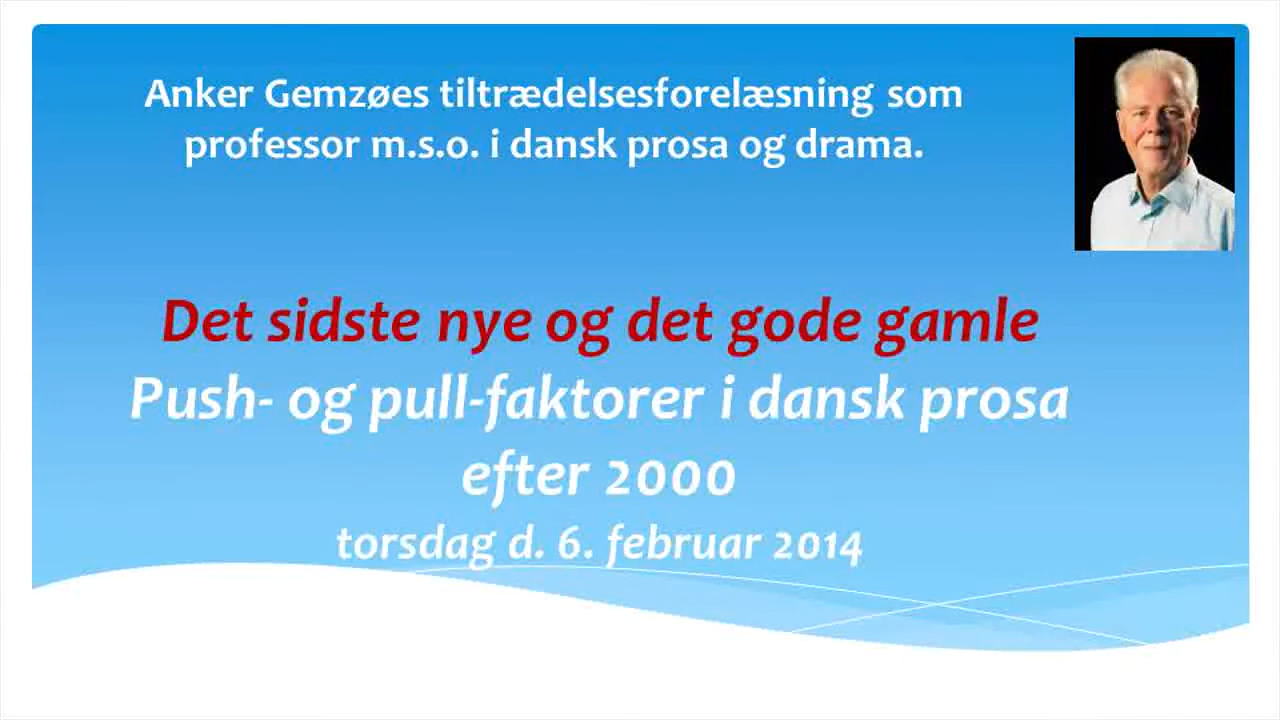 Anker Gemzøes tiltrædelsesforelæsning som
professor m.s.o. i dansk prosa og drama.
Det sidste nye og det gode gamle
Push- og pull-faktorer i dansk prosa
efter 2000
torsdag d. 6. februar 2014